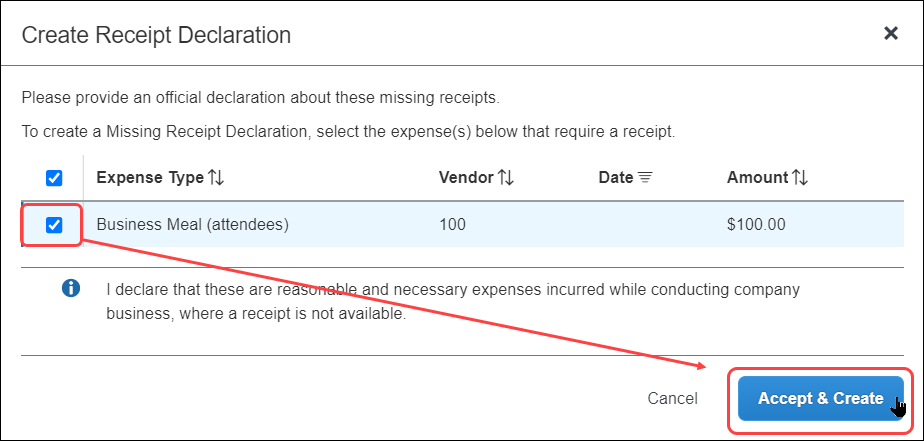 Create Receipt Declaration
Please provide an official declaration about these missing receipts.
To create a Missing Receipt Declaration, select the expense(s) below that require a receipt.
Expense Type Vendor Date Amount
Business Meal (attendees) 100 $100.00
I declare that these are reasonable and necessary expenses incurred while conducting company
business, where a receipt is not available.
Cancel Accept & Create